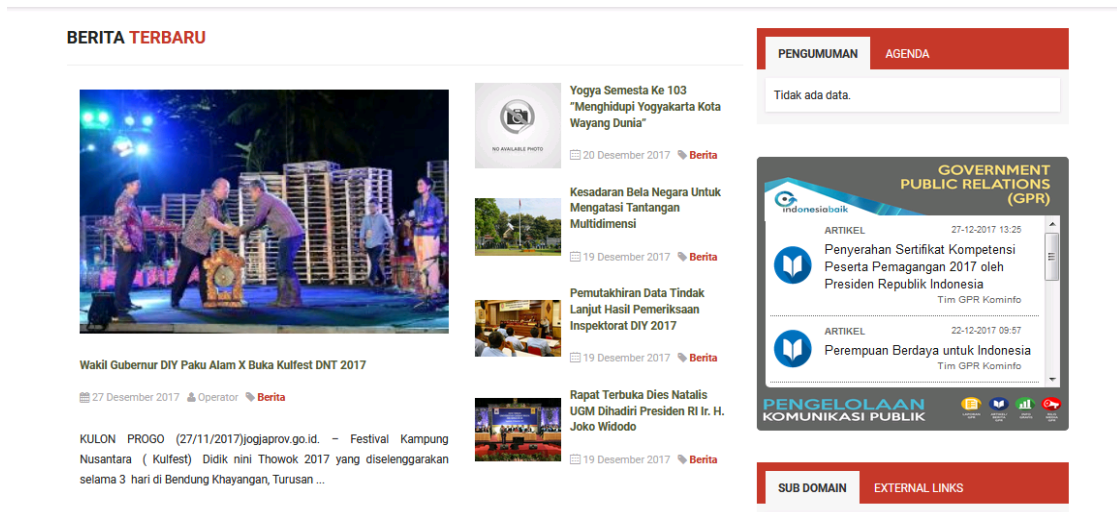 BERITA TERBARU
Wakil Gubernur DIY Paku Alam X Buka Kulfest DNT 2017
27 Desember 2017 Operator Berita
KULON PROGO (27/11/2017)jogjaprov.go.id. – Festival Kampung
Nusantara ( Kulfest) Didik nini Thowok 2017 yang diselenggarakan
selama 3 hari di Bendung Khayangan, Turusan ...
NO AVAILABLE PHOTO
Yogya Semesta Ke 103
"Menghidupi Yogyakarta Kota
Wayang Dunia"
20 Desember 2017 Berita
Kesadaran Bela Negara Untuk
Mengatasi Tantangan
Multidimensi
19 Desember 2017 Berita
Pemutakhiran Data Tindak
Lanjut Hasil Pemeriksaan
Inspektorat DIY 2017
19 Desember 2017 Berita
Rapat Terbuka Dies Natalis
UGM Dihadiri Presiden RI Ir. H.
Joko Widodo
19 Desember 2017 Berita
PENGUMUMAN AGENDA
Tidak ada data.
GOVERNMENT
PUBLIC RELATIONS
(GPR)
indonesiabaik
ARTIKEL 27-12-2017 13:25
Penyerahan Sertifikat Kompetensi
Peserta Pemagangan 2017 oleh
Presiden Republik Indonesia
Tim GPR Kominfo
ARTIKEL 22-12-2017 09:57
Perempuan Berdaya untuk Indonesia
Tim GPR Kominfo
PENGELOLAAN
KOMUNIKASI PUBLIK
SUB DOMAIN EXTERNAL LINKS